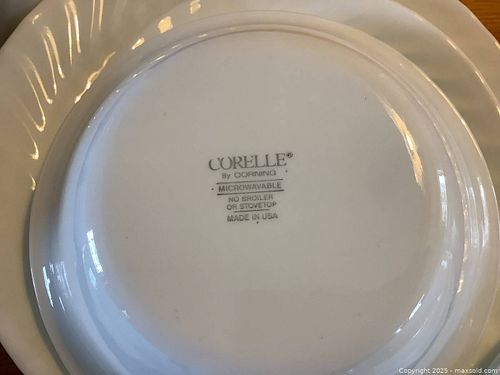 CORELLE®
By CORNING
MICROWAVABLE
NO BROILER
OR STOVETOP
MADE IN USA
Copyright 2025 - maxsold.com